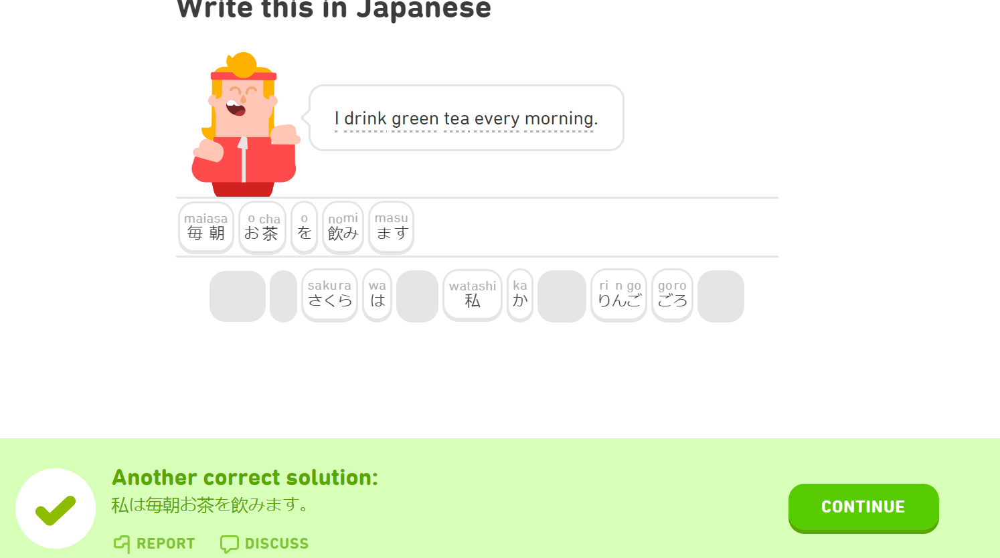 Write this in Japanese
I drink green tea every morning.
maiasa o cha o nomi masu
毎朝 お茶 を 飲み ます
sakura wa watashi ka ringo goro
さくら は 私 か りんご ごろ
Another correct solution:
私は毎朝お茶を飲みます。
CONTINUE
REPORT DISCUSS